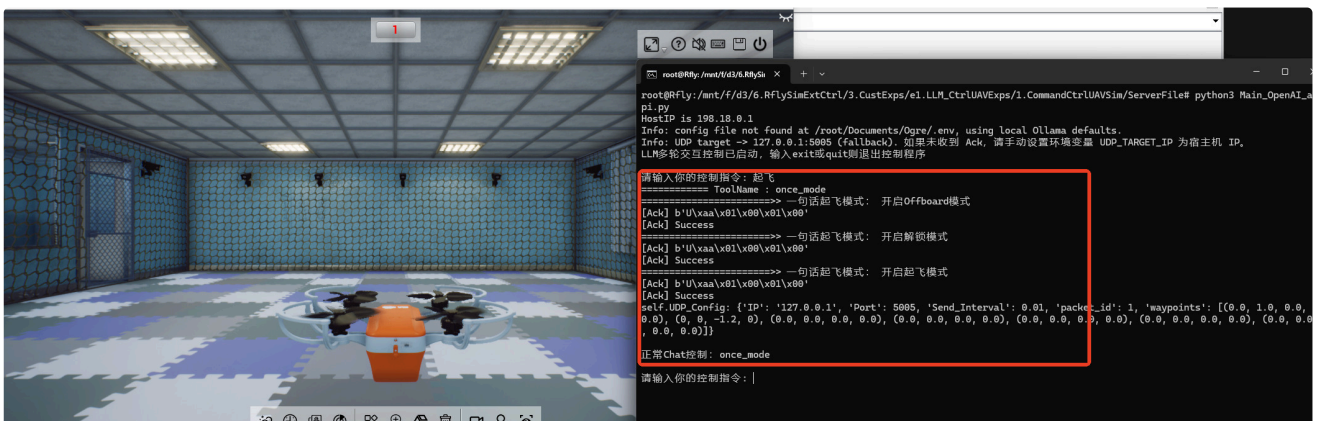 1
root@Rfly: /mnt/f/d3/6.RflySi
root@Rfly:/mnt/f/d3/6.RflySimExtCtrl/3.CustExps/e1.LLM_CtrlUAVExps/1.CommandCtrlUAVSim/ServerFile# python3 Main_OpenAI_a
pi.py
HostIP is 198.18.0.1
Info: config file not found at /root/Documents/Ogre/.env, using local Ollama defaults.
Info: UDP target -> 127.0.0.1:5005 (fallback). 如果未收到 Ack, 请手动设置环境变量 UDP_TARGET_IP 为宿主机 IP。
LLM多轮交互控制已启动, 输入exit或quit则退出控制程序
请输入你的控制指令: 起飞
============ ToolName : once_mode
=======================>> 一句话起飞模式: 开启Offboard模式
[Ack] b'U\xaa\x01\x00\x01\x00'
[Ack] Success
=======================>> 一句话起飞模式: 开启解锁模式
[Ack] b'U\xaa\x01\x00\x01\x00'
[Ack] Success
=======================>> 一句话起飞模式: 开启起飞模式
[Ack] b'U\xaa\x01\x00\x01\x00'
[Ack] Success
self.UDP_Config: {'IP': '127.0.0.1', 'Port': 5005, 'Send_Interval': 0.01, 'packet_id': 1, 'waypoints': [(0.0, 1.0, 0.0,
0.0), (0, 0, -1.2, 0), (0.0, 0.0, 0.0, 0.0), (0.0, 0.0, 0.0, 0.0), (0.0, 0.0, 0.0, 0.0), (0.0, 0.0, 0.0, 0.0), (0.0, 0.0
, 0.0, 0.0)]}
正常Chat控制: once_mode
请输入你的控制指令: